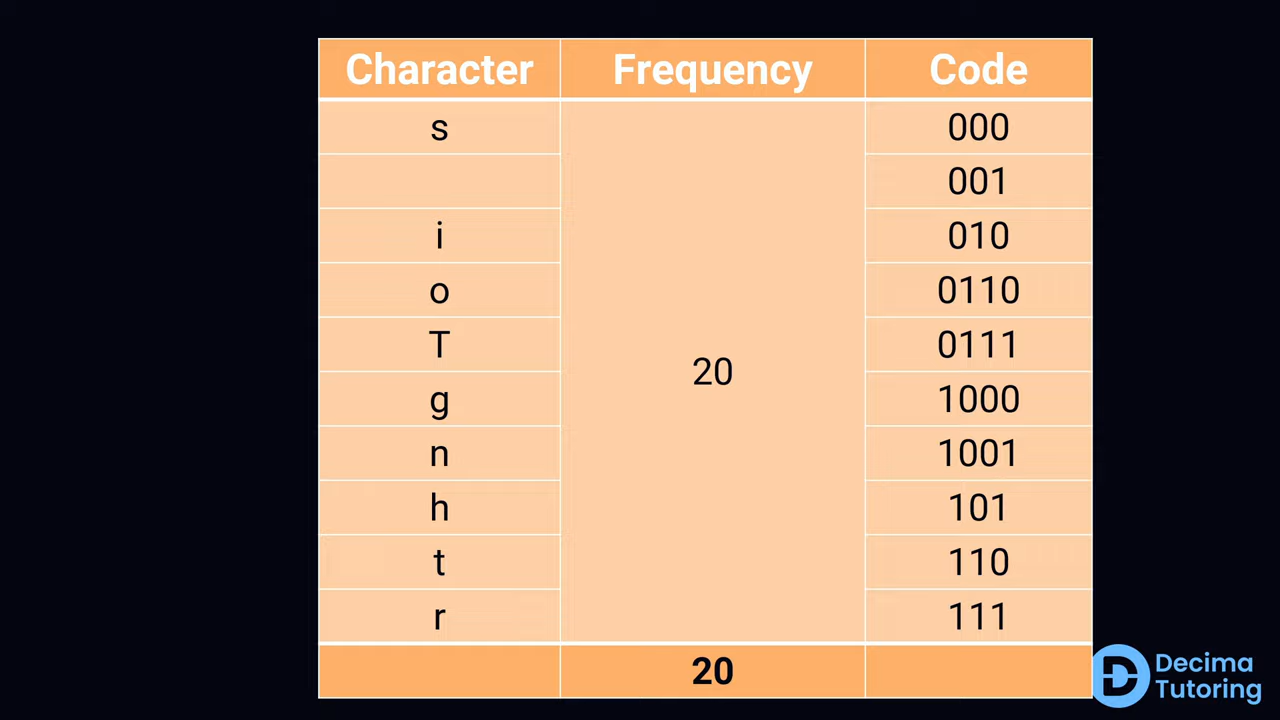 Character Frequency Code
s 000
001
i 010
o 0110
T 0111
20
g 1000
n 1001
h 101
t 110
r 111
20
Decima
Tutoring